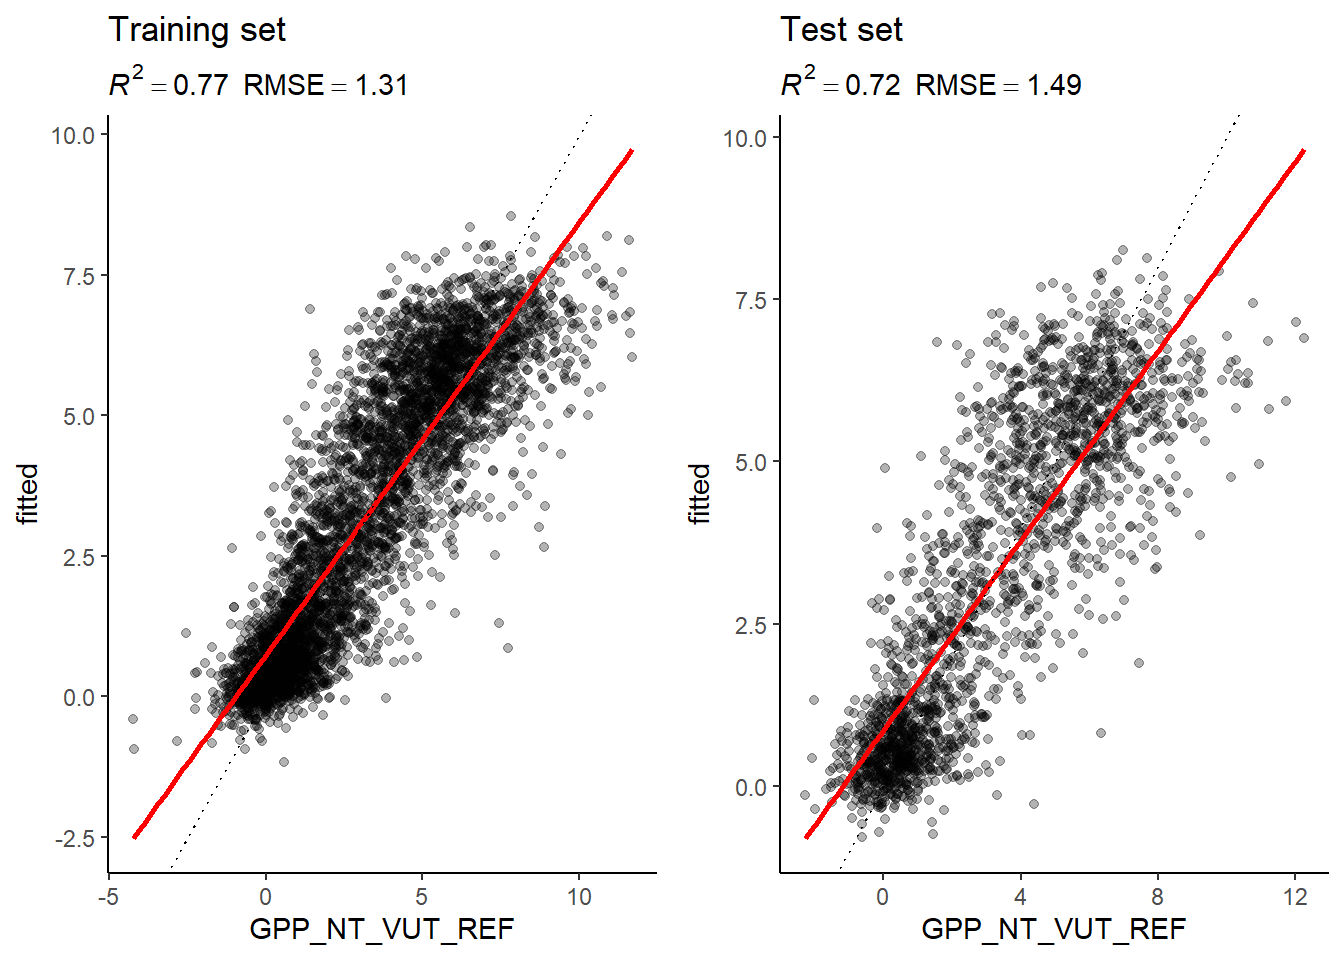 Training set
R² = 0.77 RMSE = 1.31
10.0
7.5
5.0
2.5
0.0
-2.5
fitted
-5
0
5
10
GPP_NT_VUT_REF
Test set
R² = 0.72 RMSE = 1.49
10.0
7.5
5.0
2.5
0.0
fitted
0
4
8
12
GPP_NT_VUT_REF